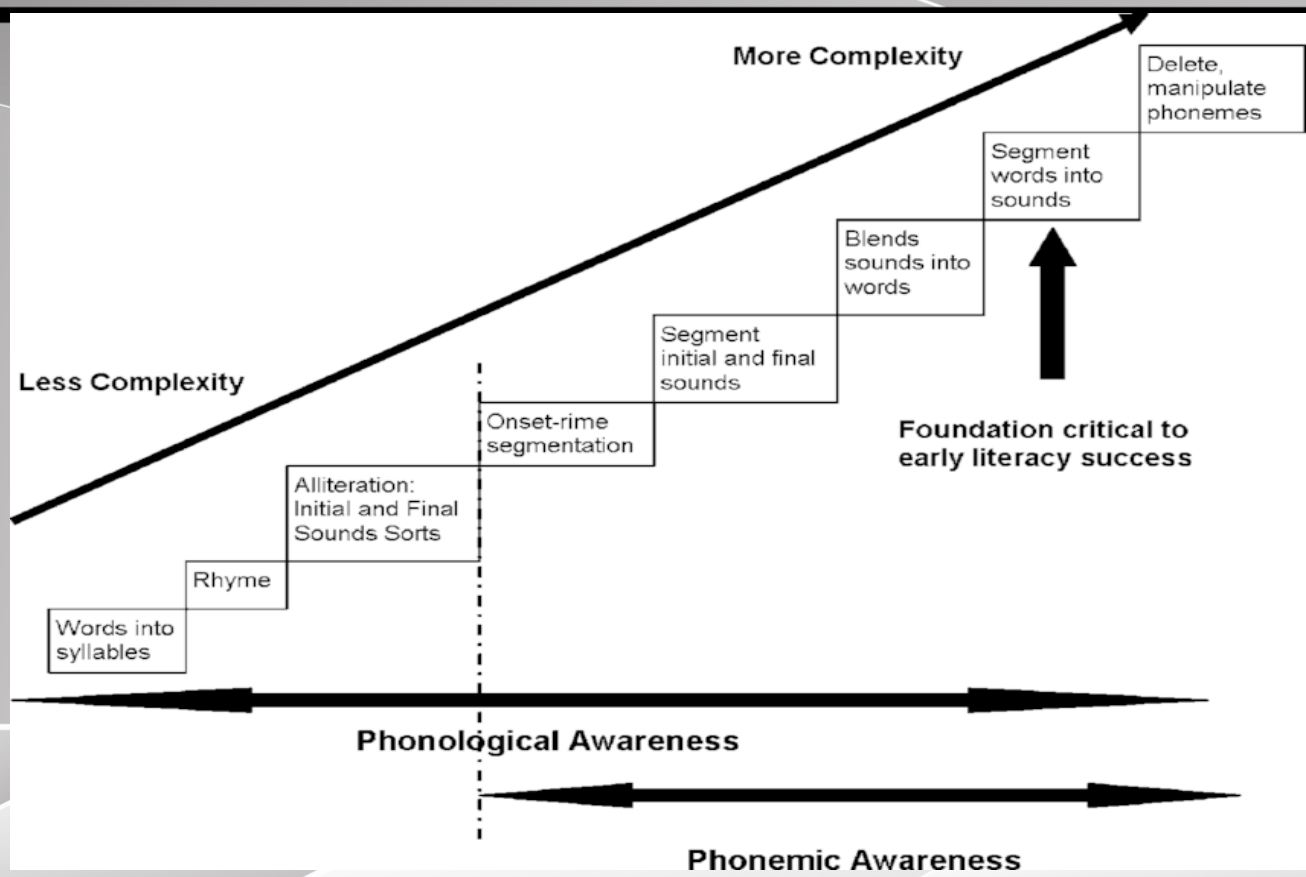 More Complexity
Delete,
manipulate
phonemes
Segment
words into
sounds
Blends
sounds into
words
Segment
initial and final
sounds
Less Complexity
Onset-rime
segmentation
Foundation critical to
early literacy success
Alliteration:
Initial and Final
Sounds Sorts
Rhyme
Words into
syllables
Phonological Awareness
Phonemic Awareness